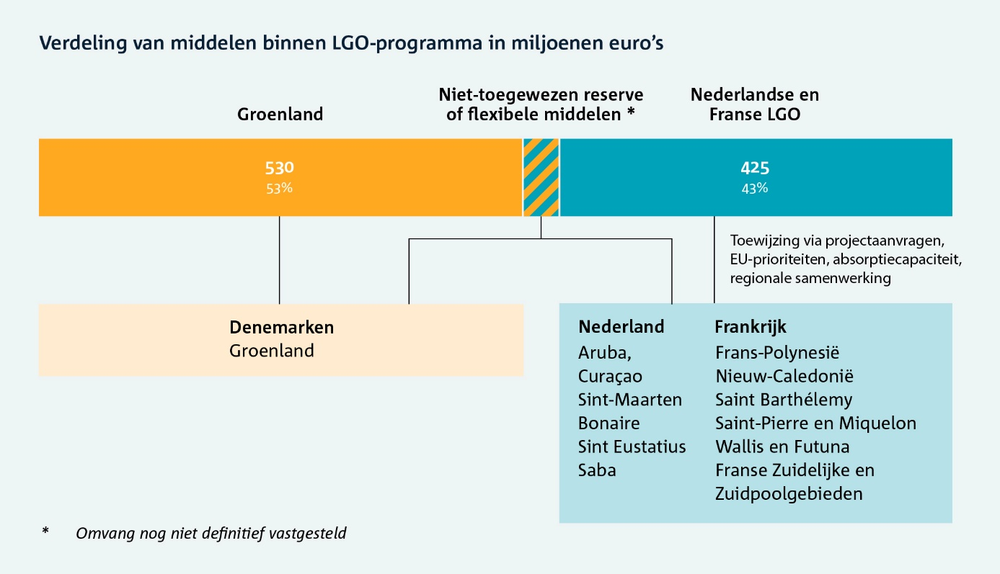 Verdeling van middelen binnen LGO-programma in miljoenen euro’s
Groenland
Niet-toegewezen reserve
of flexibele middelen *
Nederlandse en
Franse LGO
530
53%
425
43%
Toewijzing via projectaanvragen,
EU-prioriteiten, absorptiecapaciteit,
regionale samenwerking
Denemarken
Groenland
Nederland
Aruba,
Curaçao
Sint-Maarten
Bonaire
Sint Eustatius
Saba
Frankrijk
Frans-Polynesië
Nieuw-Caledonië
Saint Barthélemy
Saint-Pierre en Miquelon
Wallis en Futuna
Franse Zuidelijke en
Zuidpoolgebieden
* Omvang nog niet definitief vastgesteld